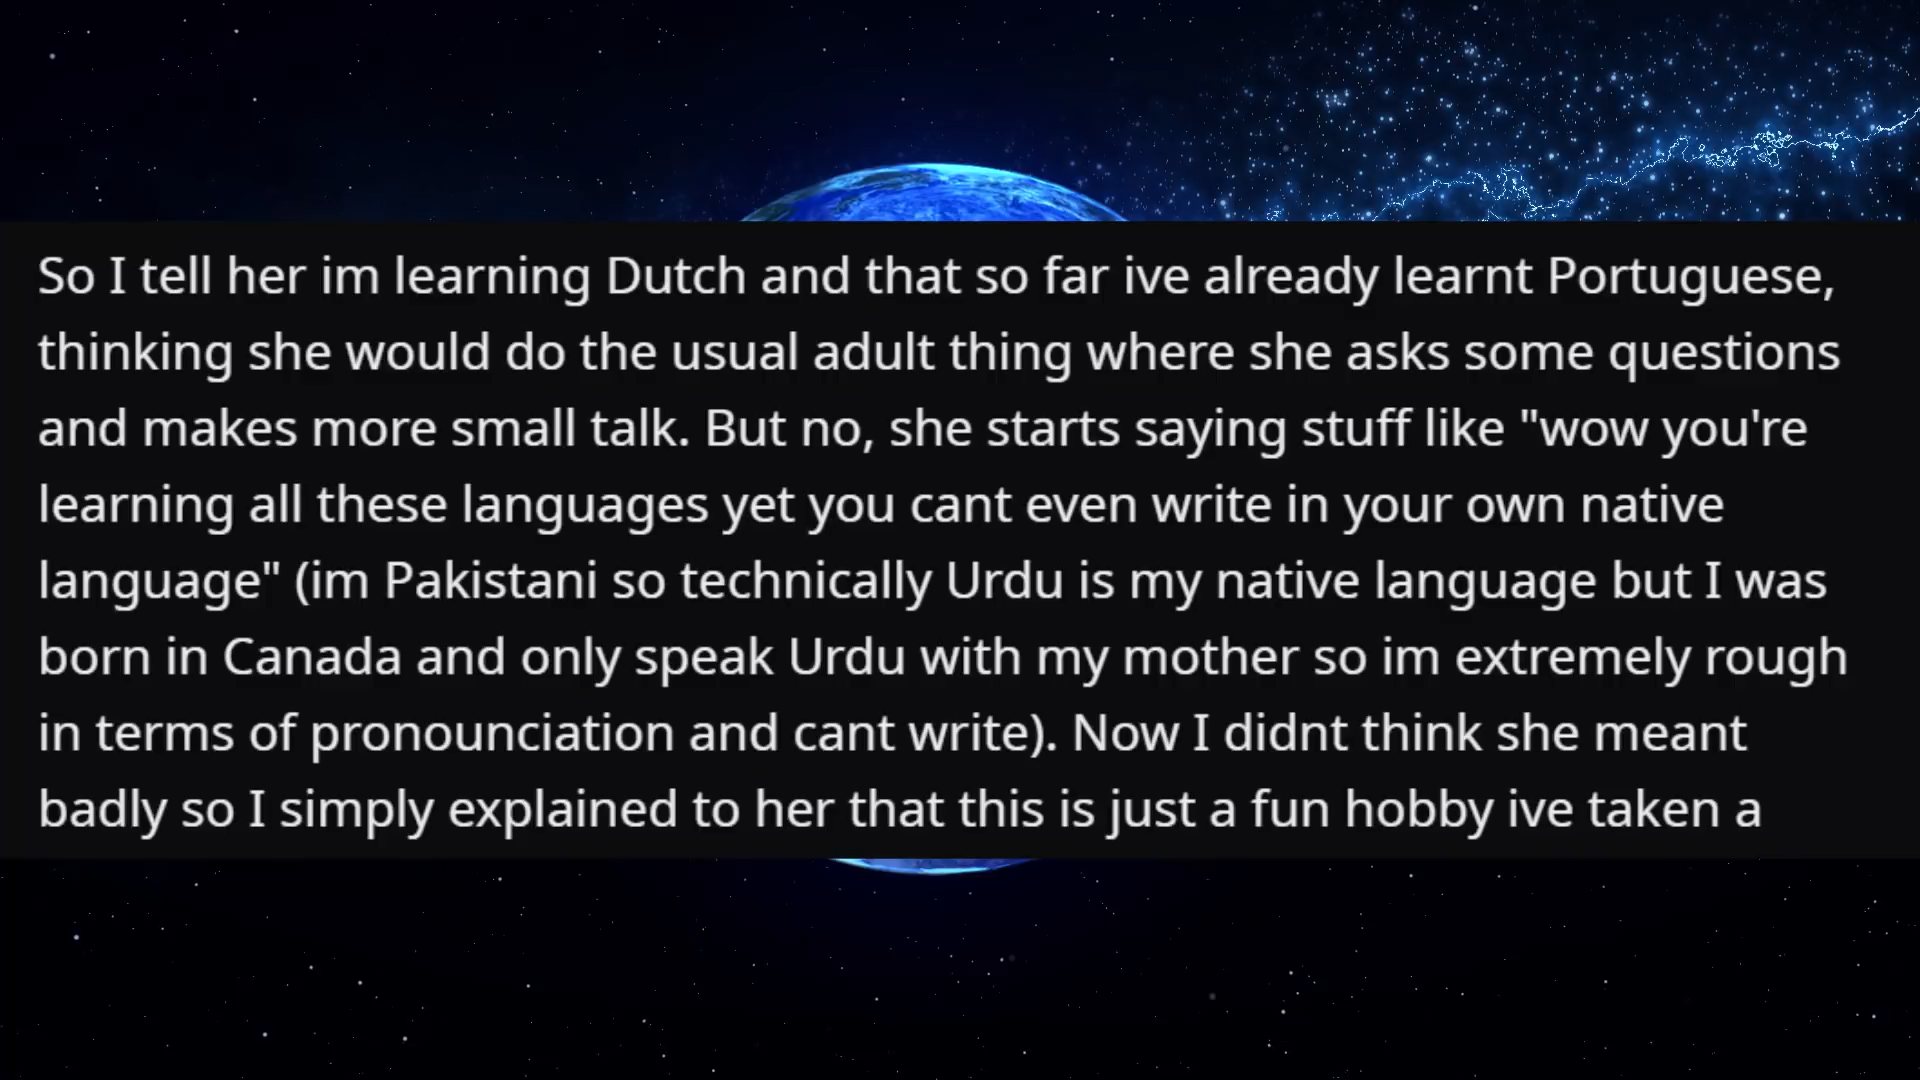 So I tell her im learning Dutch and that so far ive already learnt Portuguese,
thinking she would do the usual adult thing where she asks some questions
and makes more small talk. But no, she starts saying stuff like "wow you're
learning all these languages yet you cant even write in your own native
language" (im Pakistani so technically Urdu is my native language but I was
born in Canada and only speak Urdu with my mother so im extremely rough
in terms of pronounciation and cant write). Now I didnt think she meant
badly so I simply explained to her that this is just a fun hobby ive taken a